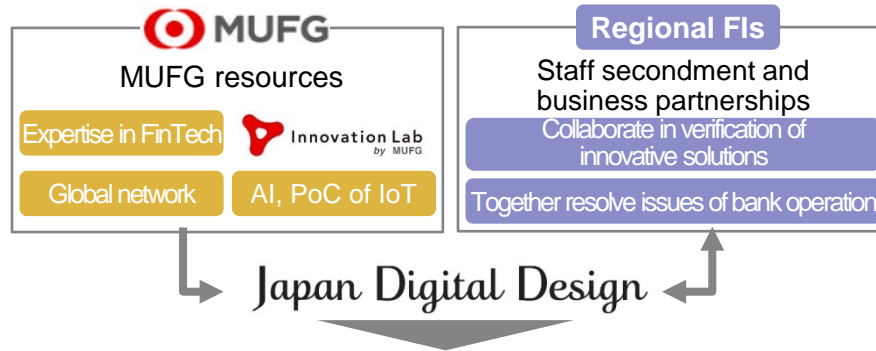 MUFG
MUFG resources
Expertise in FinTech
Innovation Lab
by MUFG
Global network
AI, PoC of IoT
Regional FIs
Staff secondment and
business partnerships
Collaborate in verification of
innovative solutions
Together resolve issues of bank operation
Japan Digital Design